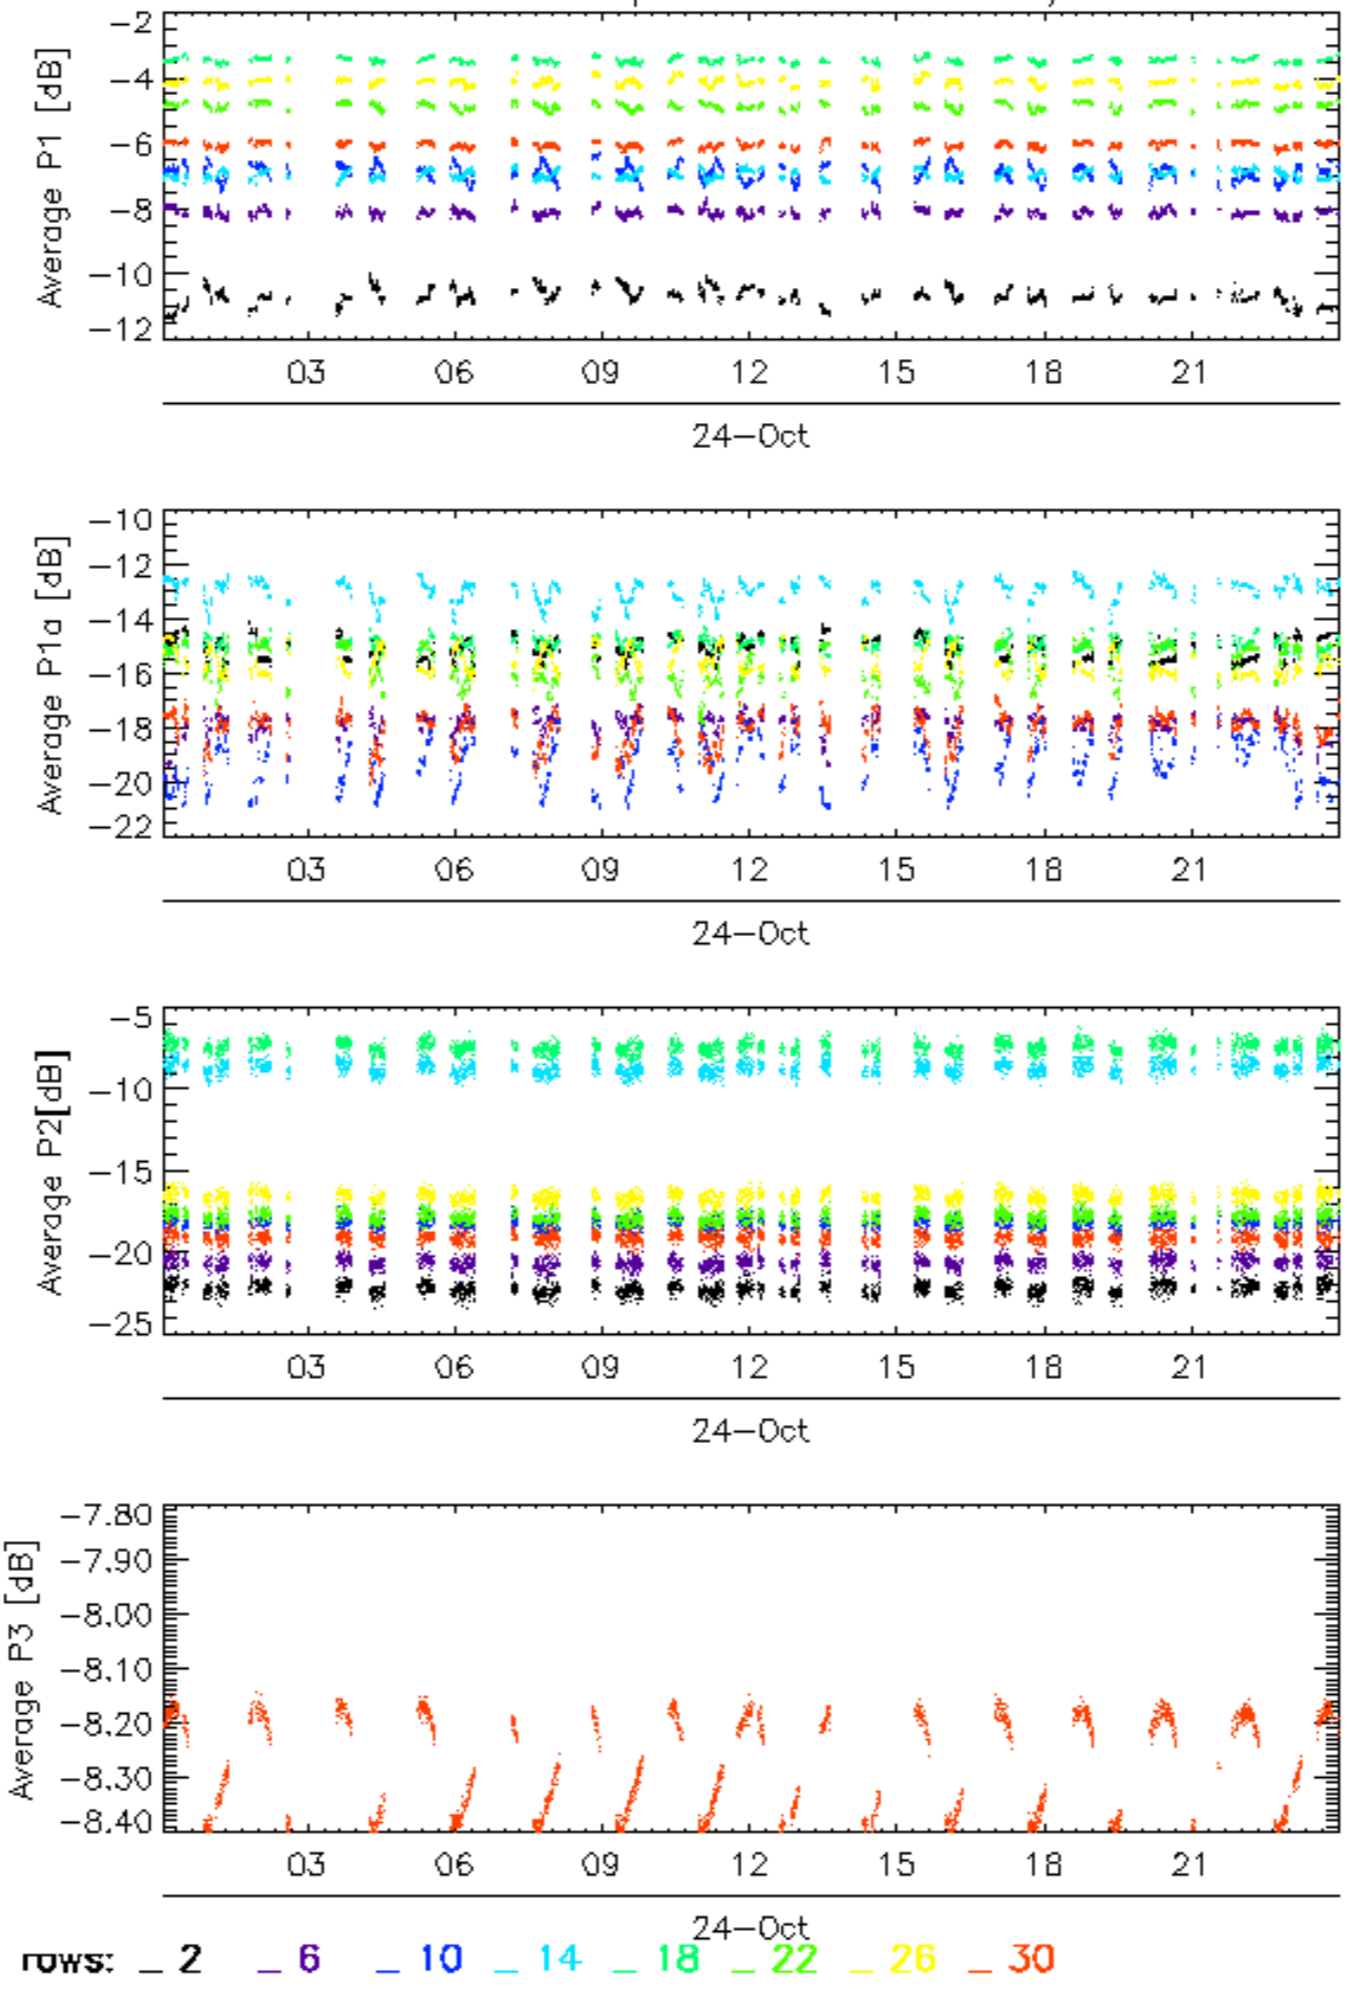 Average P1 [dB]
-2
-4
-6
-8
-10
-12
03 06 09 12 15 18 21
24-Oct
Average P1a [dB]
-10
-12
-14
-16
-18
-20
-22
03 06 09 12 15 18 21
24-Oct
Average P2[dB]
-5
-10
-15
-20
-25
03 06 09 12 15 18 21
24-Oct
Average P3 [dB]
-7.80
-7.90
-8.00
-8.10
-8.20
-8.30
-8.40
03 06 09 12 15 18 21
24-Oct
rows: _ 2 _ 6 _ 10 _ 14 _ 18 _ 22 _ 26 _ 30